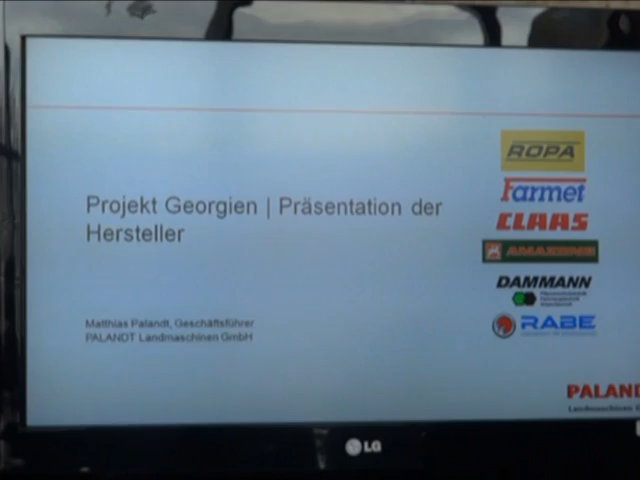 Projekt Georgien | Präsentation der
Hersteller
Matthias Palandt, Geschäftsführer
PALANDT Landmaschinen GmbH
ROPA
Farmet
CLAAS
AMAZONE
DAMMANN
RABE
PALAND
Landmaschinen
LG